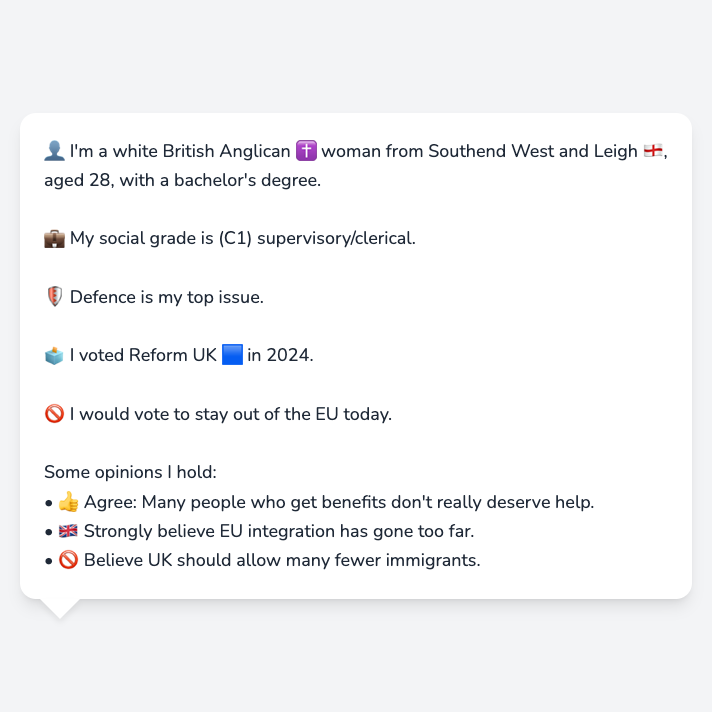 👤 I'm a white British Anglican ✝️ woman from Southend West and Leigh 🏴󠁧󠁢󠁥󠁮󠁧󠁿,
aged 28, with a bachelor's degree.
💼 My social grade is (C1) supervisory/clerical.
🛡️ Defence is my top issue.
🗳️ I voted Reform UK 🟦 in 2024.
🚫 I would vote to stay out of the EU today.
Some opinions I hold:
• 👍 Agree: Many people who get benefits don't really deserve help.
• 🇬🇧 Strongly believe EU integration has gone too far.
• 🚫 Believe UK should allow many fewer immigrants.